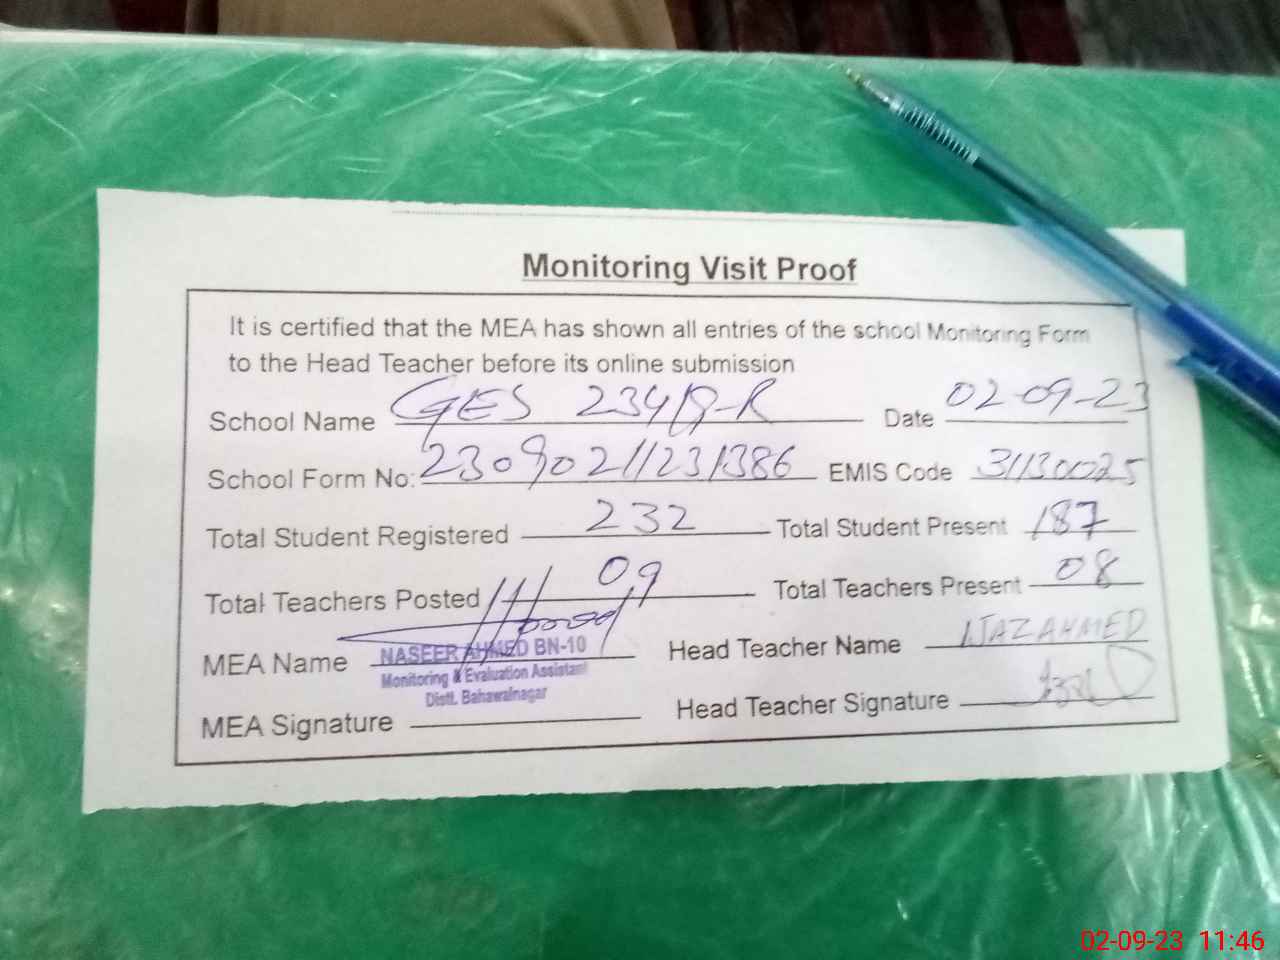 Monitoring Visit Proof
It is certified that the MEA has shown all entries of the school Monitoring Form
to the Head Teacher before its online submission
School Name GES 234/9-R Date 02-09-23
School Form No: 23090211231386 EMIS Code 31130025
Total Student Registered 232 Total Student Present 187
Total Teachers Posted 09 Total Teachers Present 08
MEA Name NASEER AHMED BN-10 Head Teacher Name IJAZ AHMED
Monitoring & Evaluation Assistant
Distt. Bahawalnagar
MEA Signature Head Teacher Signature
02-09-23 11:46